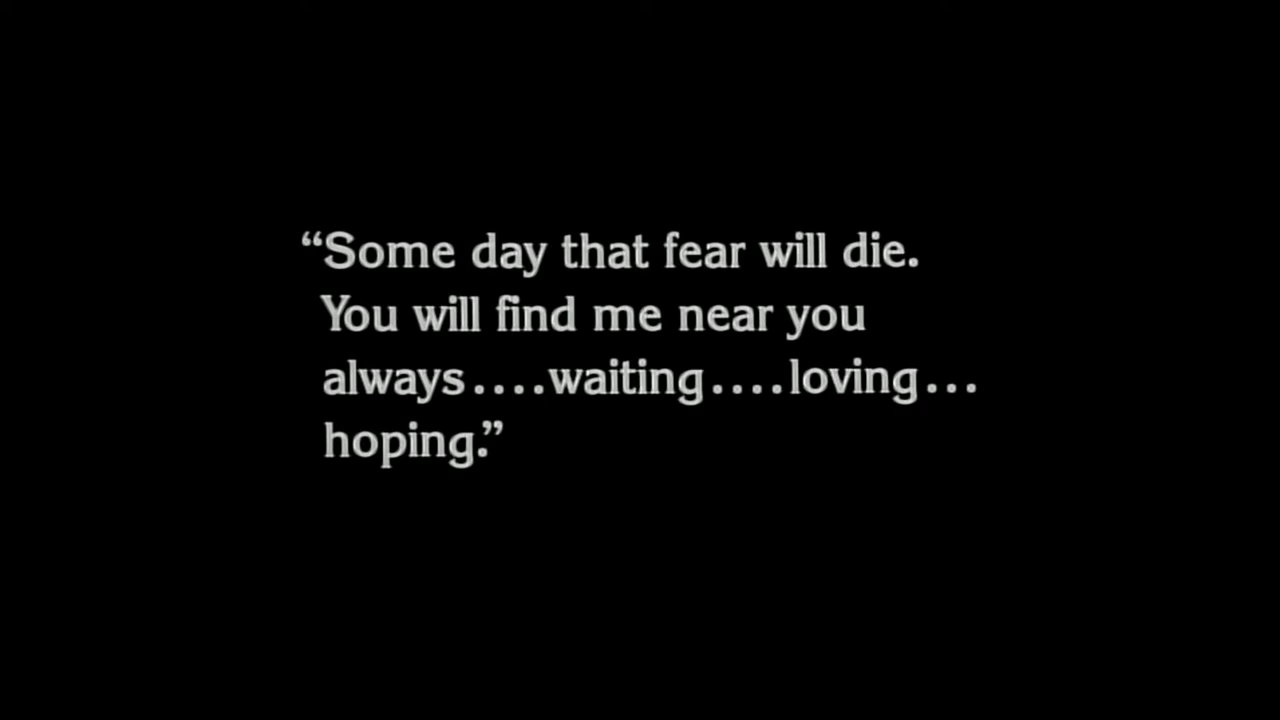 “Some day that fear will die.
You will find me near you
always....waiting....loving...
hoping.”